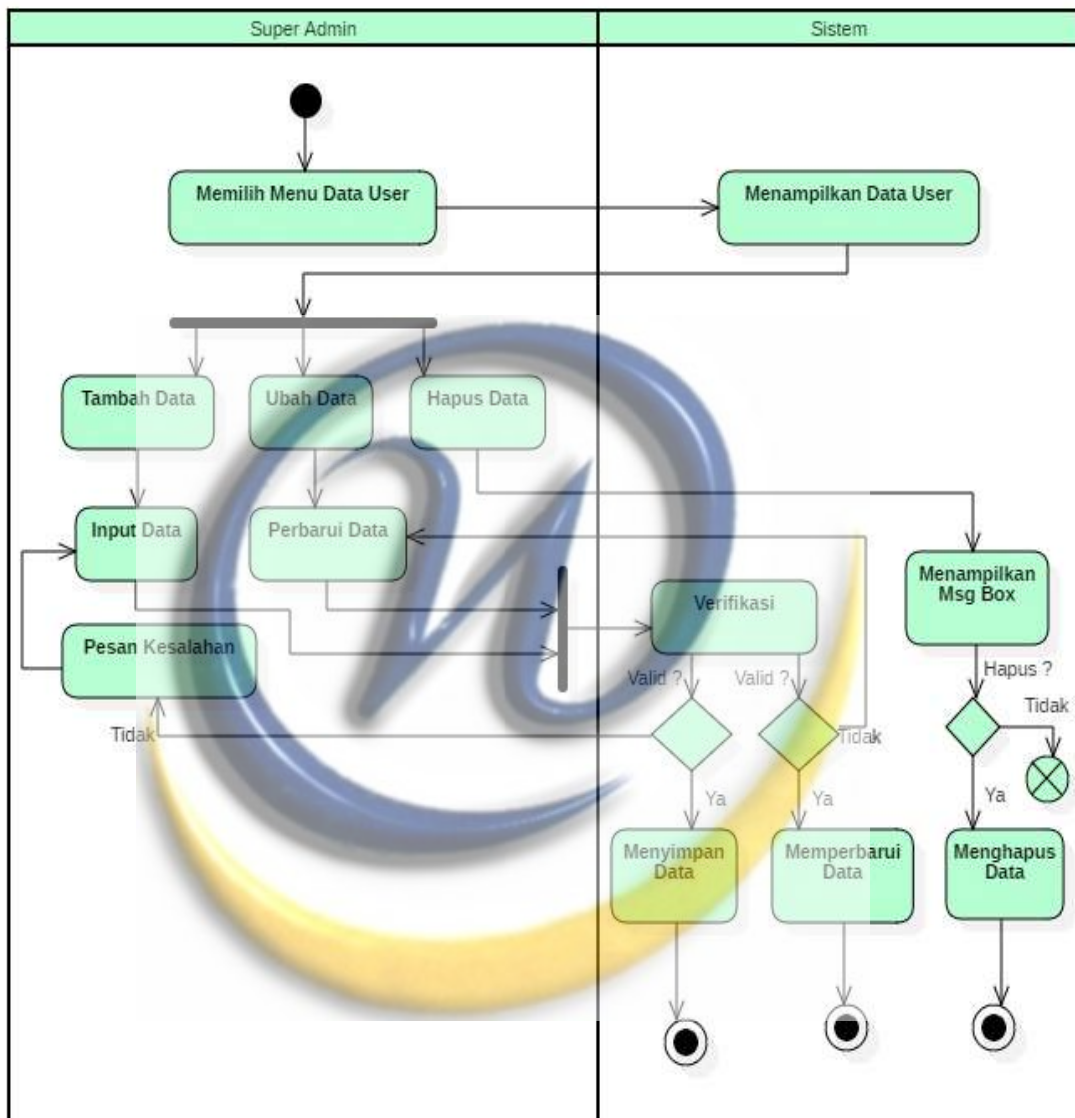 Super Admin
Sistem
Memilih Menu Data User
Menampilkan Data User
Tambah Data
Ubah Data
Hapus Data
Input Data
Perbarui Data
Menampilkan
Msg Box
Verifikasi
Pesan Kesalahan
Valid ?
Valid ?
Hapus ?
Tidak
Tidak
Tidak
Ya
Ya
Ya
Menyimpan
Data
Memperbarui
Data
Menghapus
Data